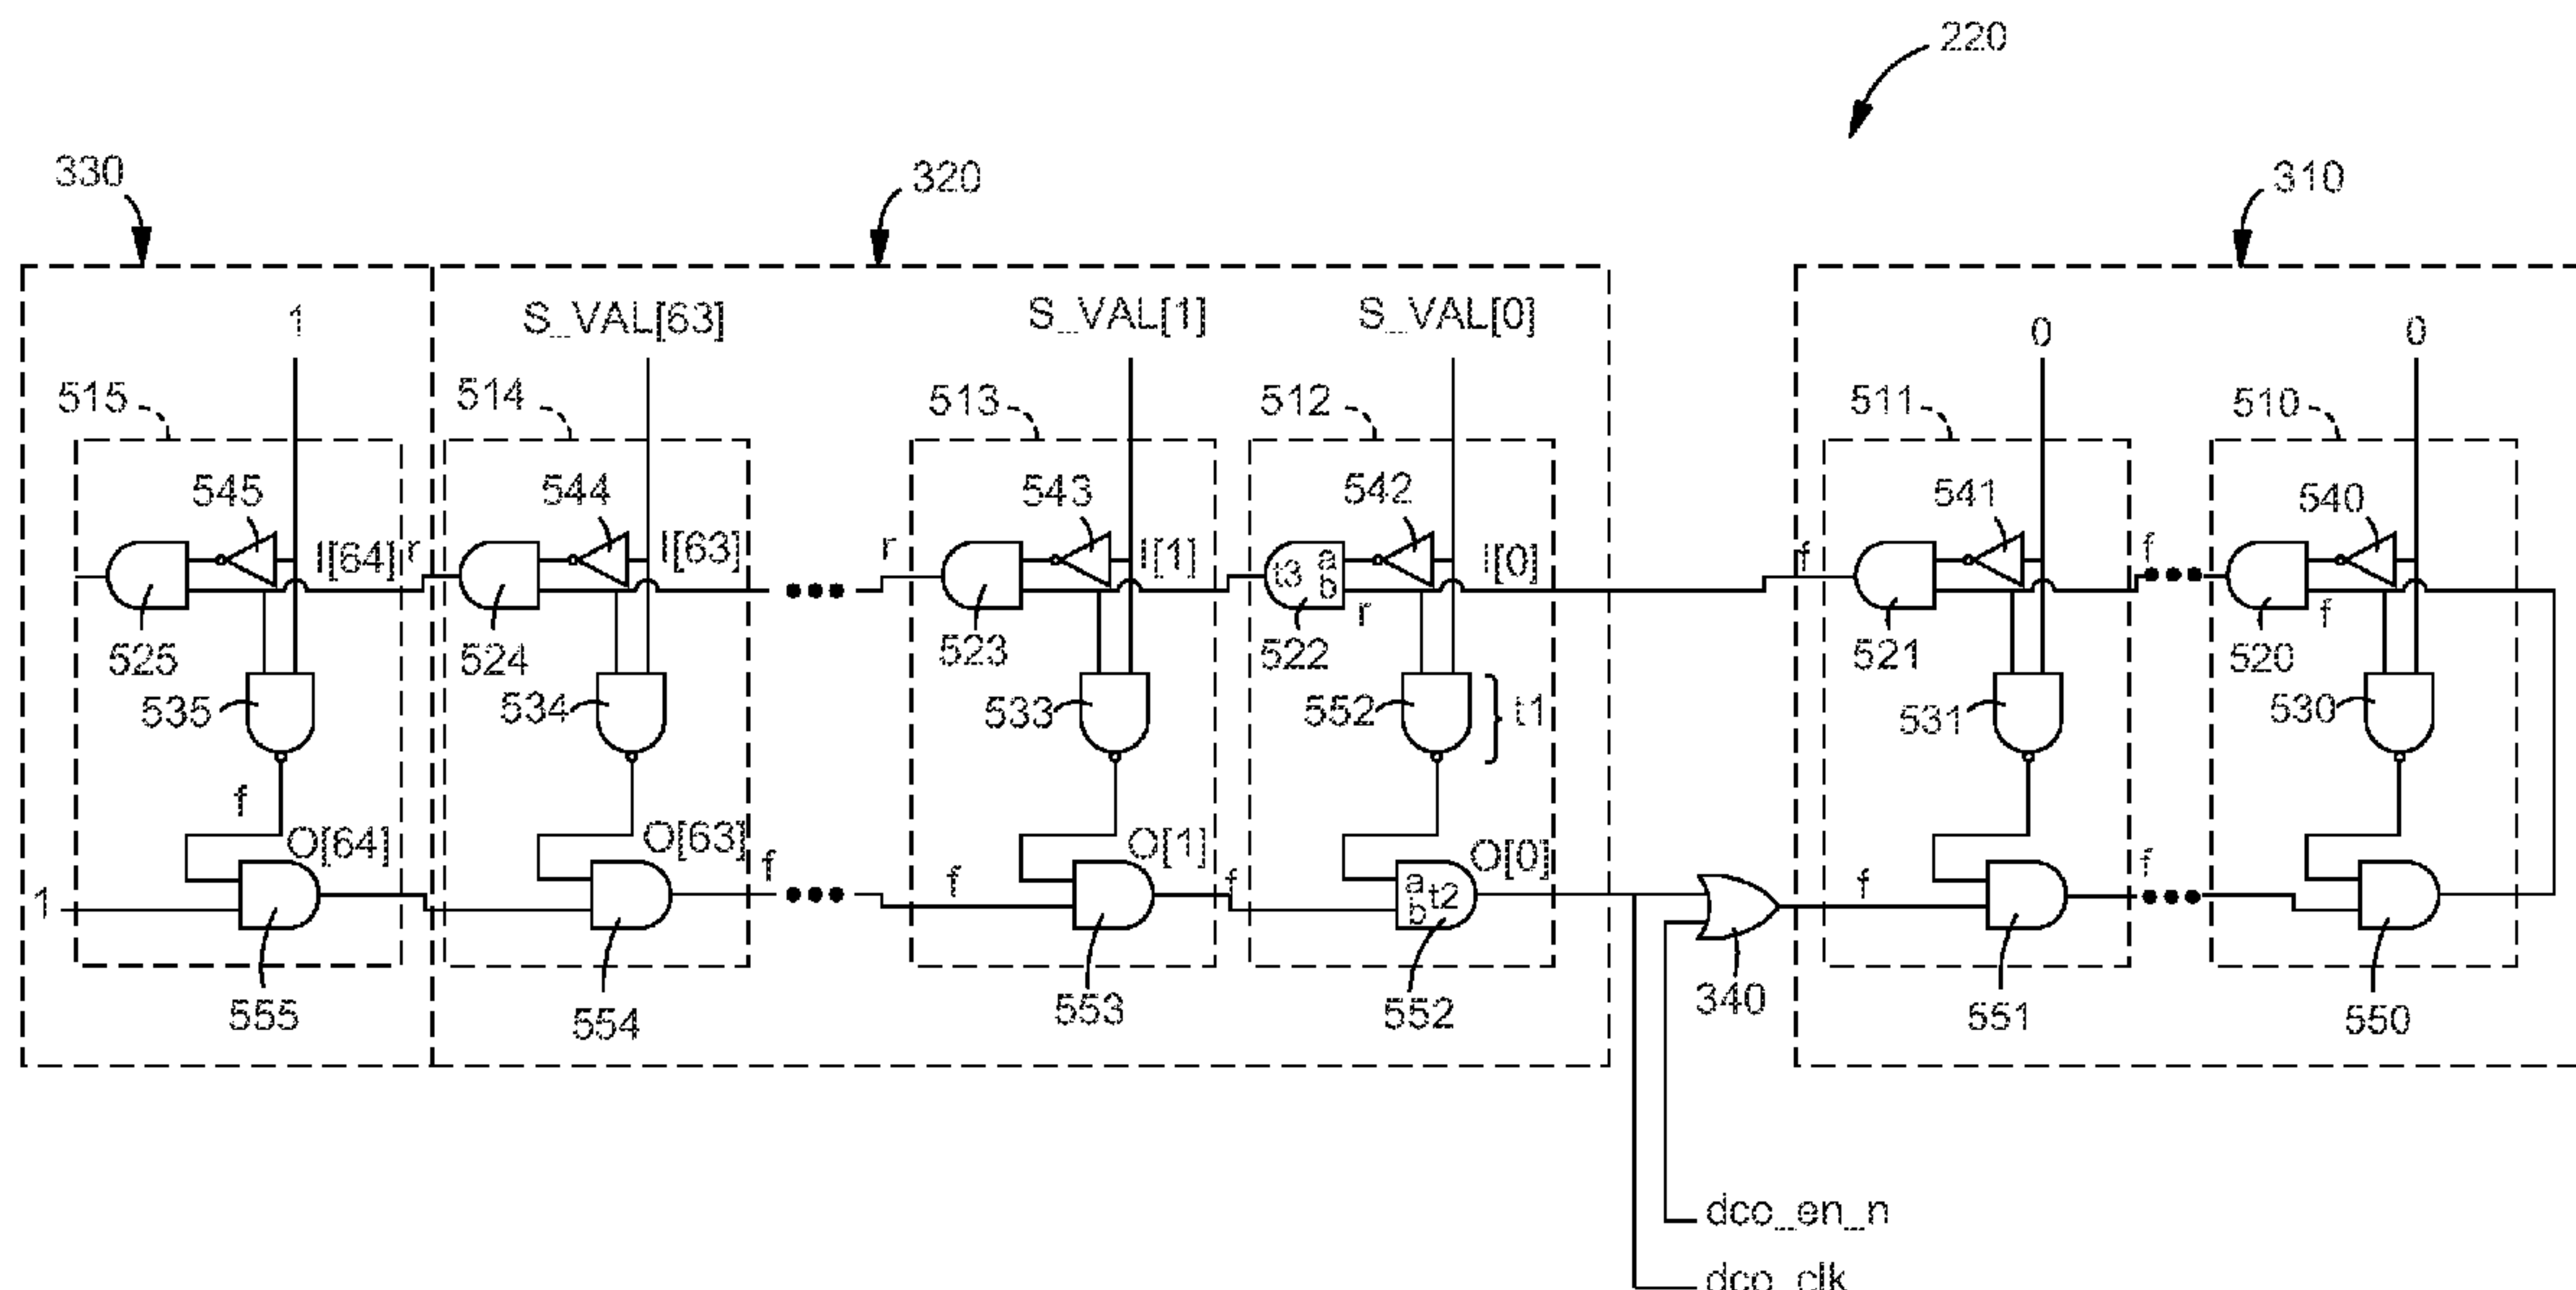 220
330
320
310
1
S_VAL[63]
S_VAL[1]
S_VAL[0]
0
0
515
514
513
512
511
510
545
544
543
542
541
540
I[64]
r
I[63]
r
I[1]
t3
a
b
I[0]
r
f
f
f
525
524
523
522
521
520
535
534
533
552
t1
531
530
f
O[64]
O[63]
f
f
O[1]
f
O[0]
a
b
t2
f
f
1
555
554
553
552
340
551
550
dco_en_n
dco_clk